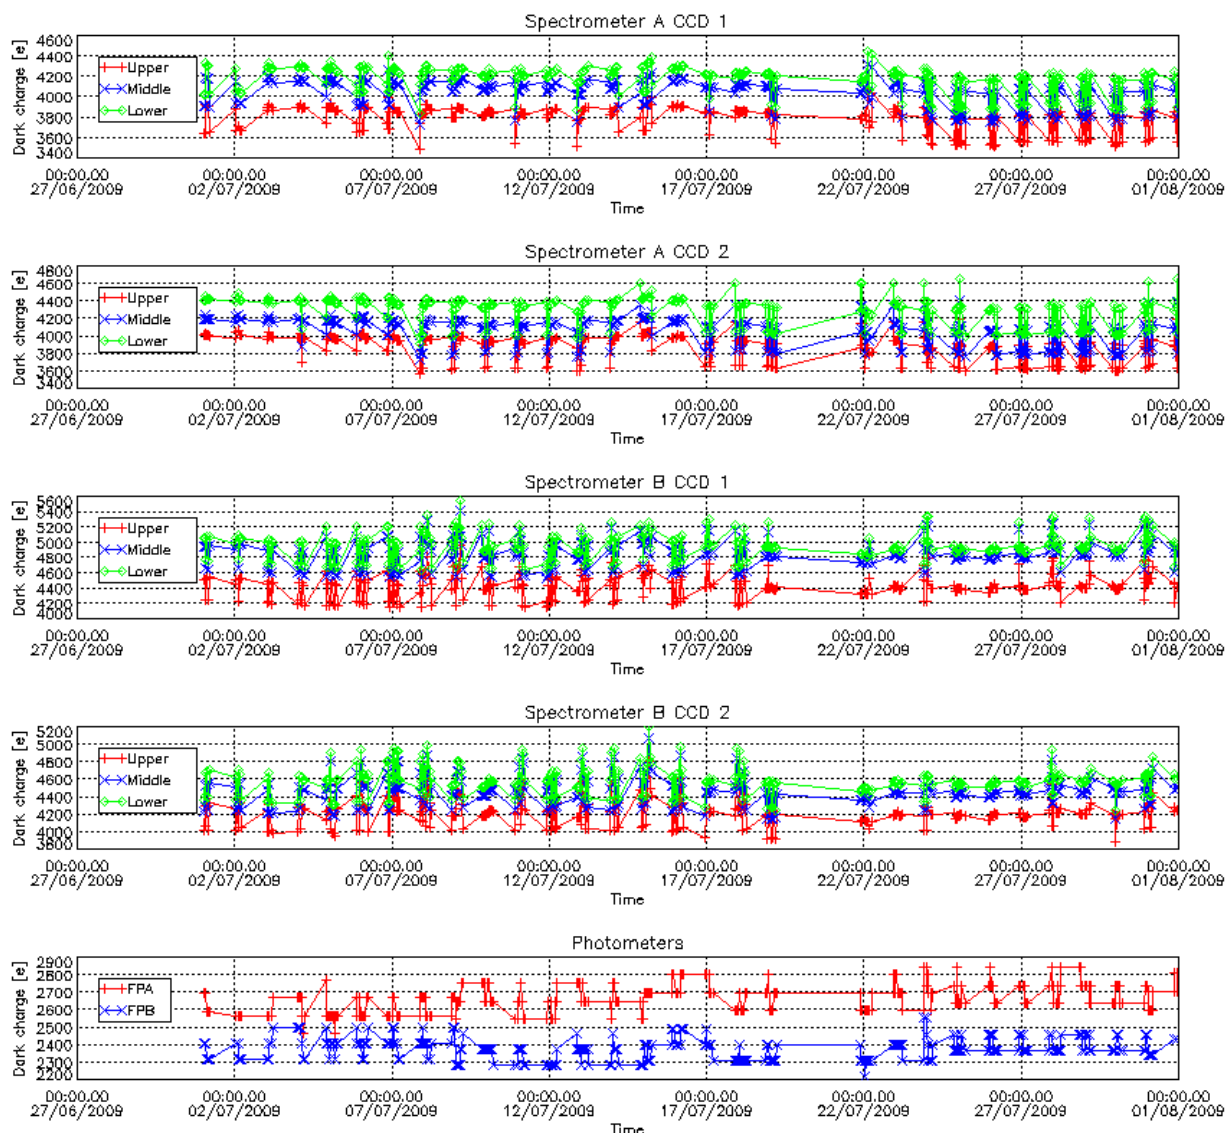 Spectrometer A CCD 1
Dark charge [e]
4600
4400
4200
4000
3800
3600
3400
Upper
Middle
Lower
00:00.00 00:00.00 00:00.00 00:00.00 00:00.00 00:00.00 00:00.00 00:00.00
27/06/2009 02/07/2009 07/07/2009 12/07/2009 17/07/2009 22/07/2009 27/07/2009 01/08/2009
Time
Spectrometer A CCD 2
Dark charge [e]
4800
4600
4400
4200
4000
3800
3600
3400
Upper
Middle
Lower
00:00.00 00:00.00 00:00.00 00:00.00 00:00.00 00:00.00 00:00.00 00:00.00
27/06/2009 02/07/2009 07/07/2009 12/07/2009 17/07/2009 22/07/2009 27/07/2009 01/08/2009
Time
Spectrometer B CCD 1
Dark charge [e]
5600
5400
5200
5000
4800
4600
4400
4200
4000
Upper
Middle
Lower
00:00.00 00:00.00 00:00.00 00:00.00 00:00.00 00:00.00 00:00.00 00:00.00
27/06/2009 02/07/2009 07/07/2009 12/07/2009 17/07/2009 22/07/2009 27/07/2009 01/08/2009
Time
Spectrometer B CCD 2
Dark charge [e]
5200
5000
4800
4600
4400
4200
4000
3800
Upper
Middle
Lower
00:00.00 00:00.00 00:00.00 00:00.00 00:00.00 00:00.00 00:00.00 00:00.00
27/06/2009 02/07/2009 07/07/2009 12/07/2009 17/07/2009 22/07/2009 27/07/2009 01/08/2009
Time
Photometers
Dark charge [e]
2900
2800
2700
2600
2500
2400
2300
2200
FPA
FPB
00:00.00 00:00.00 00:00.00 00:00.00 00:00.00 00:00.00 00:00.00 00:00.00
27/06/2009 02/07/2009 07/07/2009 12/07/2009 17/07/2009 22/07/2009 27/07/2009 01/08/2009
Time